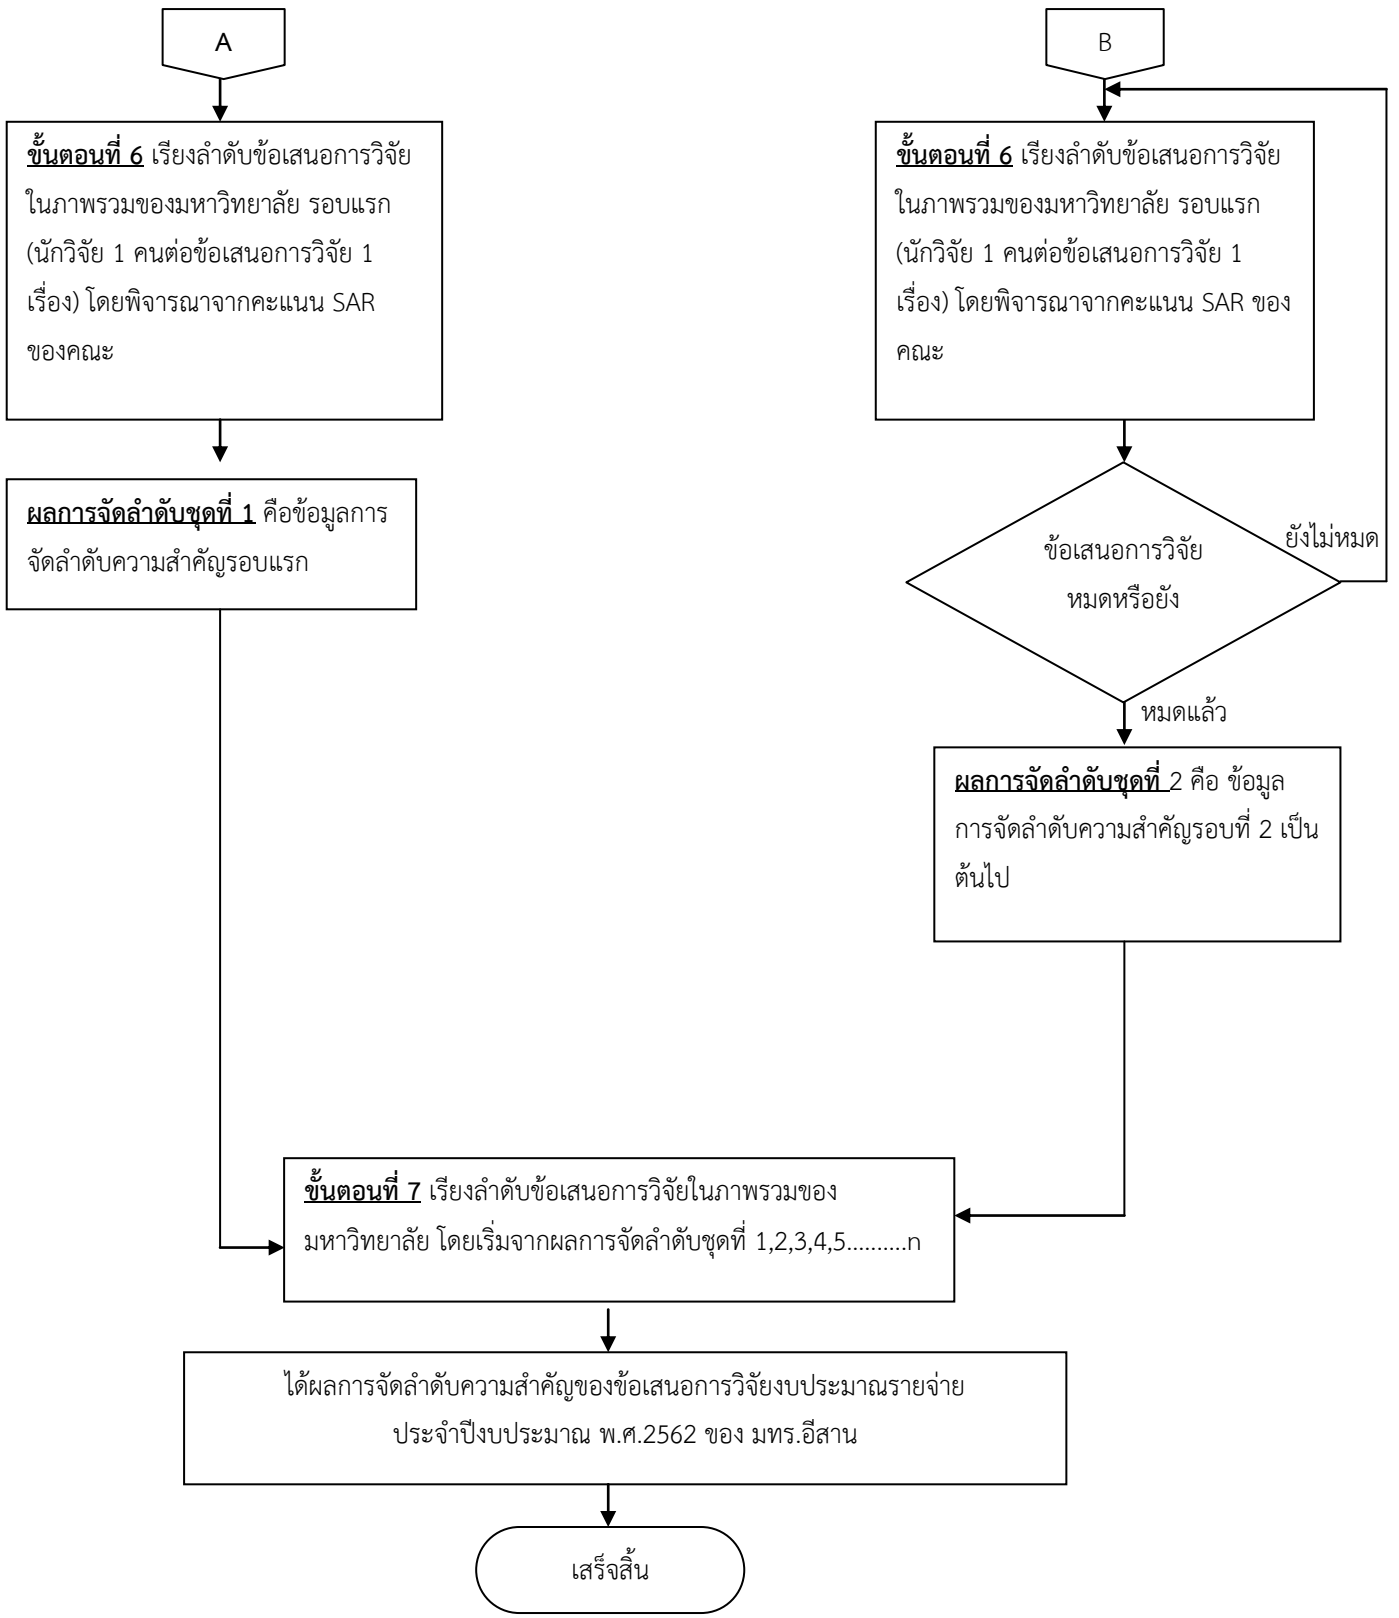 A
ขั้นตอนที่ 6 เรียงลำดับข้อเสนอการวิจัย
ในภาพรวมของมหาวิทยาลัย รอบแรก
(นักวิจัย 1 คนต่อข้อเสนอการวิจัย 1
เรื่อง) โดยพิจารณาจากคะแนน SAR
ของคณะ
ผลการจัดลำดับชุดที่ 1 คือข้อมูลการ
จัดลำดับความสำคัญรอบแรก
B
ขั้นตอนที่ 6 เรียงลำดับข้อเสนอการวิจัย
ในภาพรวมของมหาวิทยาลัย รอบแรก
(นักวิจัย 1 คนต่อข้อเสนอการวิจัย 1
เรื่อง) โดยพิจารณาจากคะแนน SAR ของ
คณะ
ข้อเสนอการวิจัย
หมดหรือยัง
ยังไม่หมด
หมดแล้ว
ผลการจัดลำดับชุดที่ 2 คือ ข้อมูล
การจัดลำดับความสำคัญรอบที่ 2 เป็น
ต้นไป
ขั้นตอนที่ 7 เรียงลำดับข้อเสนอการวิจัยในภาพรวมของ
มหาวิทยาลัย โดยเริ่มจากผลการจัดลำดับชุดที่ 1,2,3,4,5..........n
ได้ผลการจัดลำดับความสำคัญของข้อเสนอการวิจัยงบประมาณรายจ่าย
ประจำปีงบประมาณ พ.ศ.2562 ของ มทร.อีสาน
เสร็จสิ้น